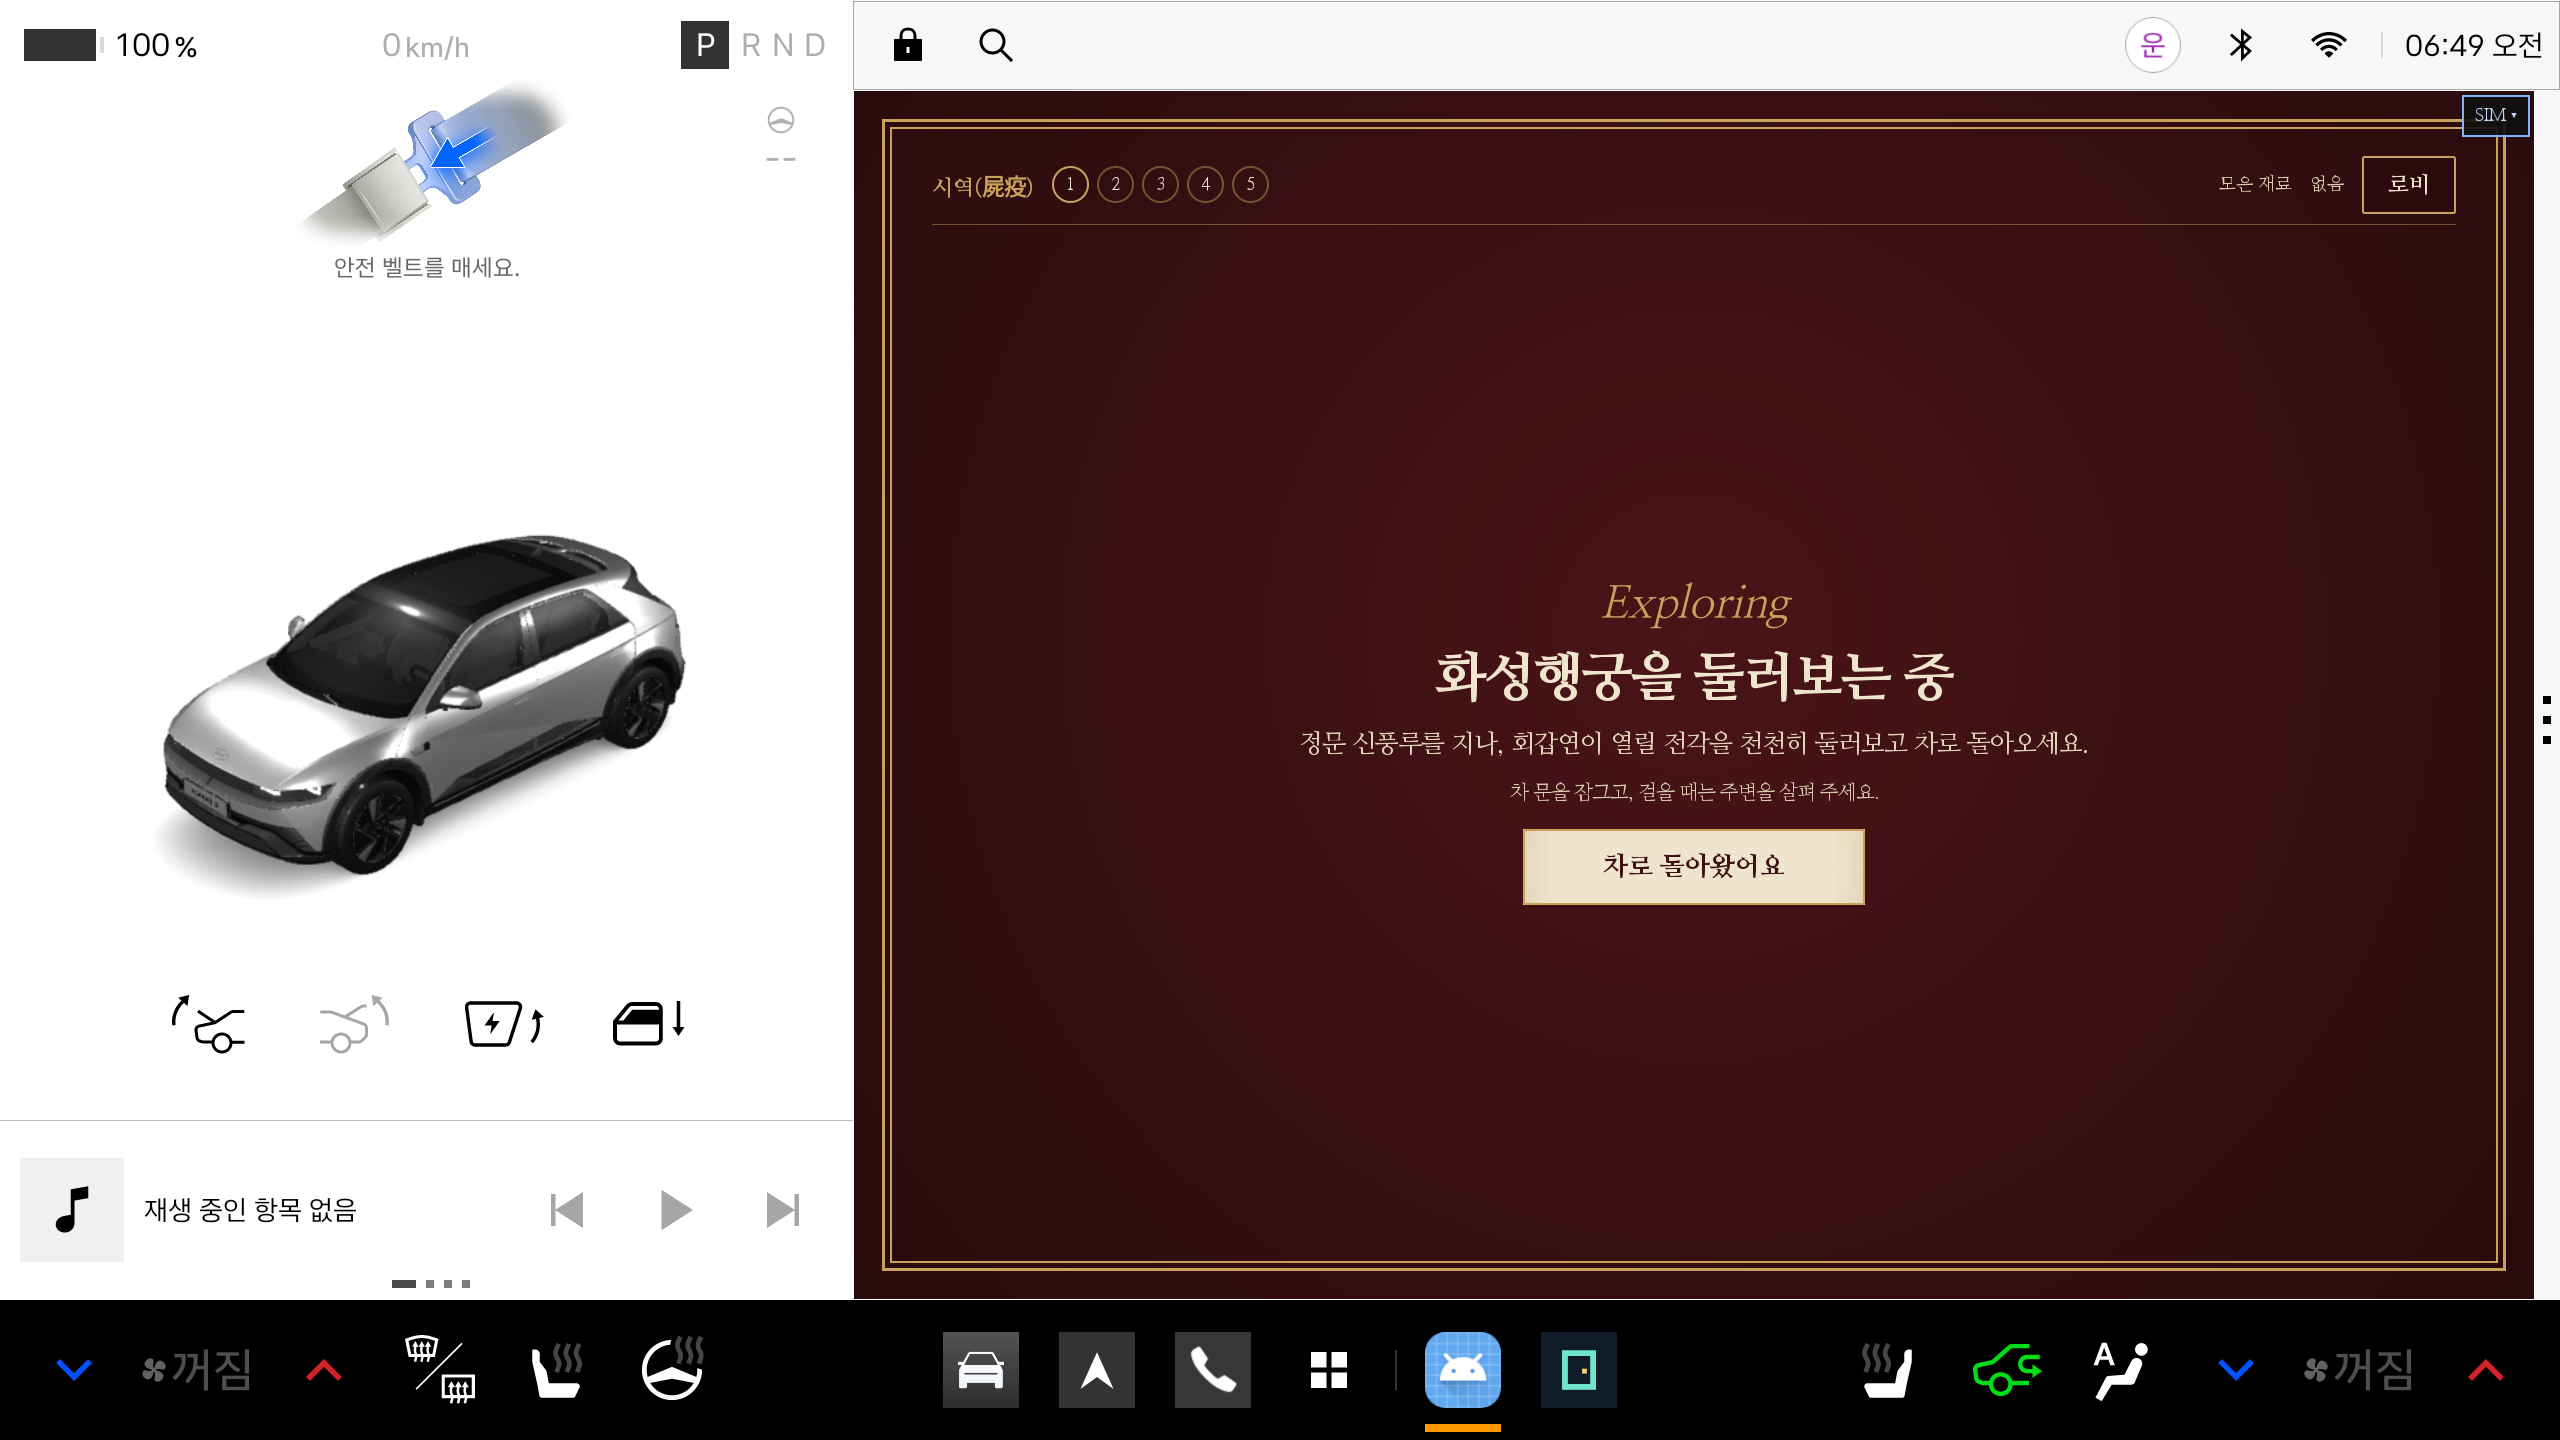 100 %
0 km/h
P R N D
06:49 오전
운
안전 벨트를 매세요.
SIM
시역(屍疫) 1 2 3 4 5
모은 재료 없음 로비
Exploring
화성행궁을 둘러보는 중
정문 신풍루를 지나, 회갑연이 열릴 전각을 천천히 둘러보고 차로 돌아오세요.
차 문을 잠그고, 걸을 때는 주변을 살펴 주세요.
차로 돌아왔어요
재생 중인 항목 없음
꺼짐
A
꺼짐